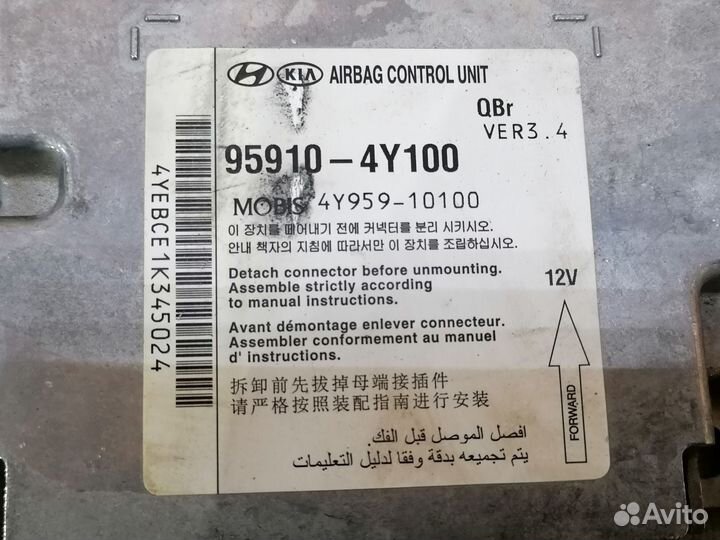 KIA AIRBAG CONTROL UNIT
QBr
VER3.4
95910-4Y100
MOBIS 4Y959-10100
이 장치를 떼어내기 전에 커넥터를 분리 시키시오.
안내 책자의 지침에 따라서만 이 장치를 조립하십시오.
Detach connector before unmounting.
Assemble strictly according
to manual instructions.
12V
Avant démontage enlever connecteur.
Assembler conformement au manuel
d' instructions.
拆卸前先拔掉母端接插件
请严格按照装配指南进行安装
افصل الموصل قبل الفك.
يتم تجميعه بدقة وفقا لدليل التعليمات.
FORWARD
4YEBCE1K345024
Avito